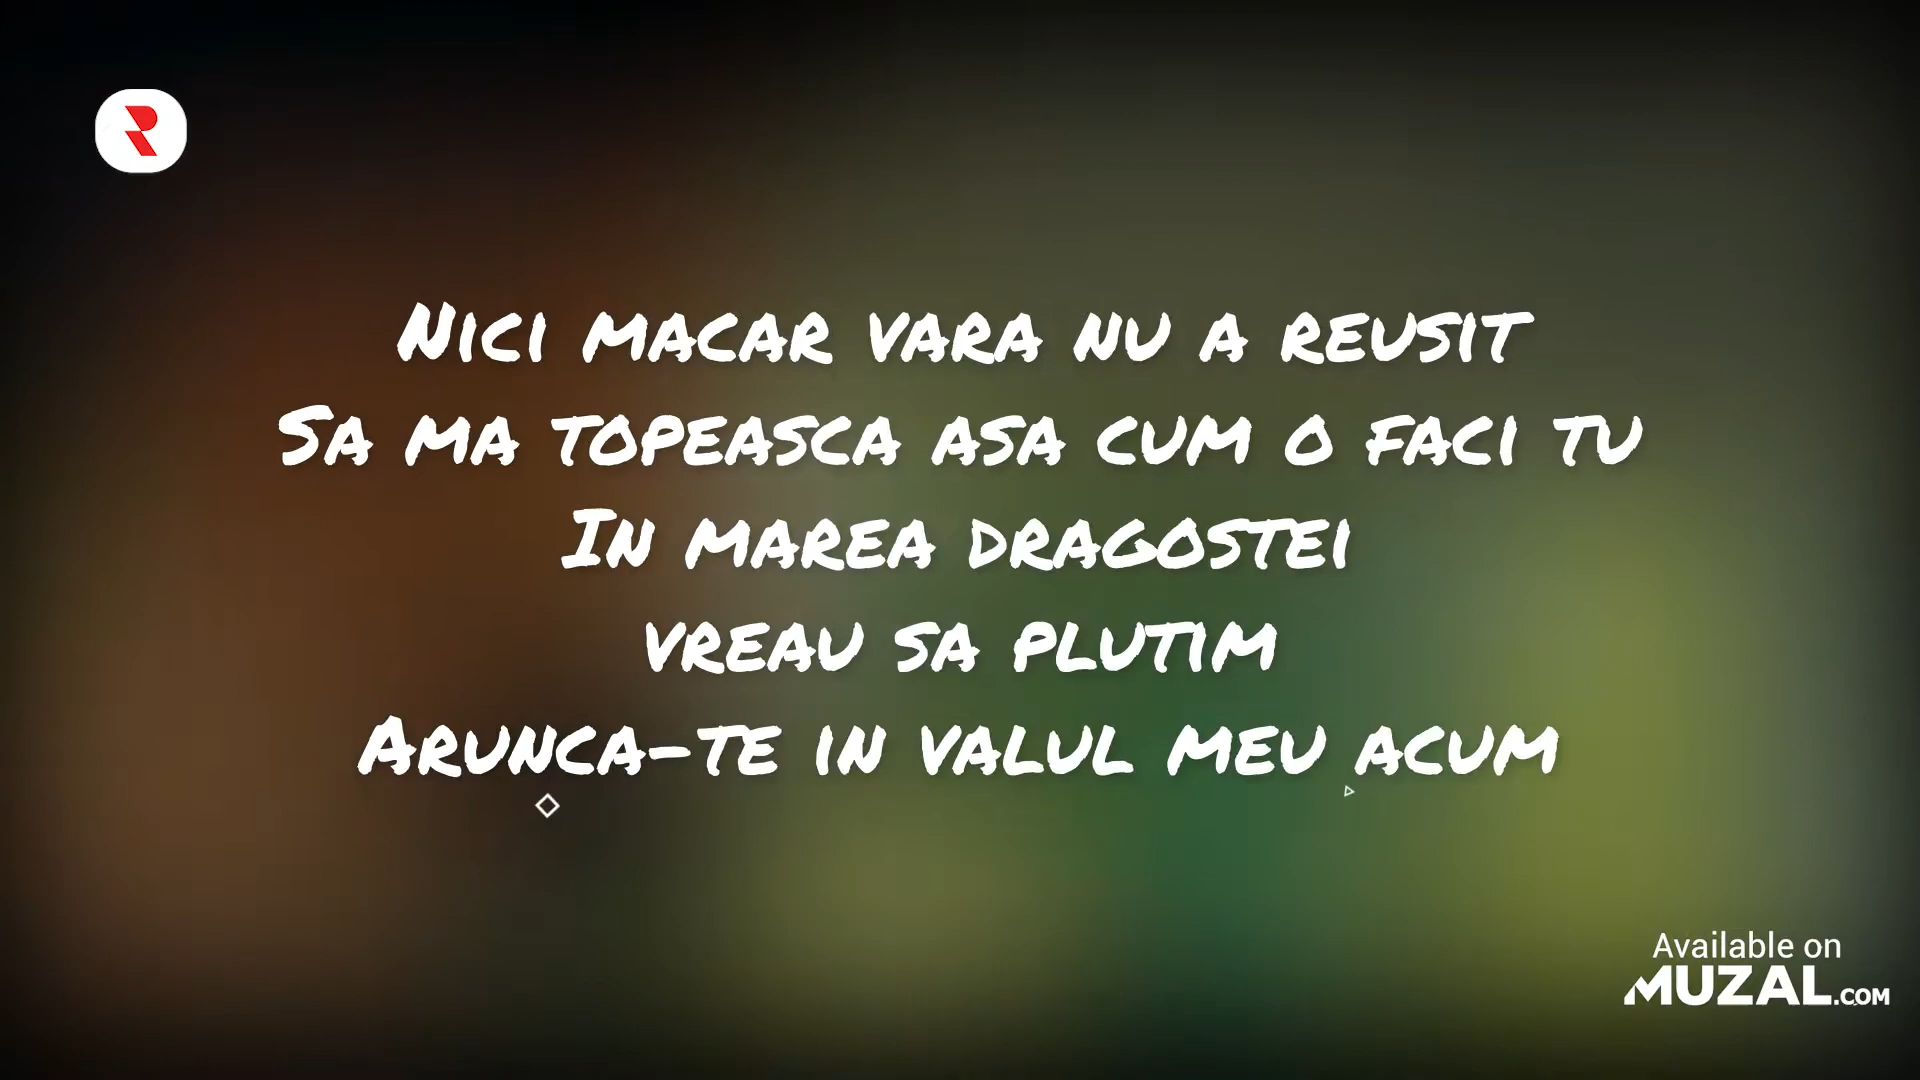 R
Nici macar vara nu a reusit
Sa ma topeasca asa cum o faci tu
In marea dragostei
vreau sa plutim
Arunca-te in valul meu acum
Available on
MUZAL.COM